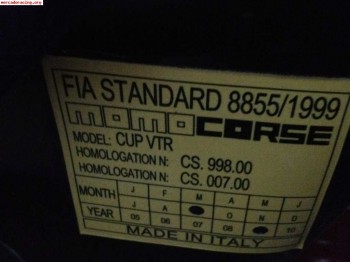 mercadoracing.org
FIA STANDARD 8855/1999
MOMO CORSE
MODEL: CUP VTR
HOMOLOGATION N: CS. 998.00
HOMOLOGATION N: CS. 007.00
MONTH J F M A M J
J A S O N D
YEAR 05 06 07 08 09 10
MADE IN ITALY